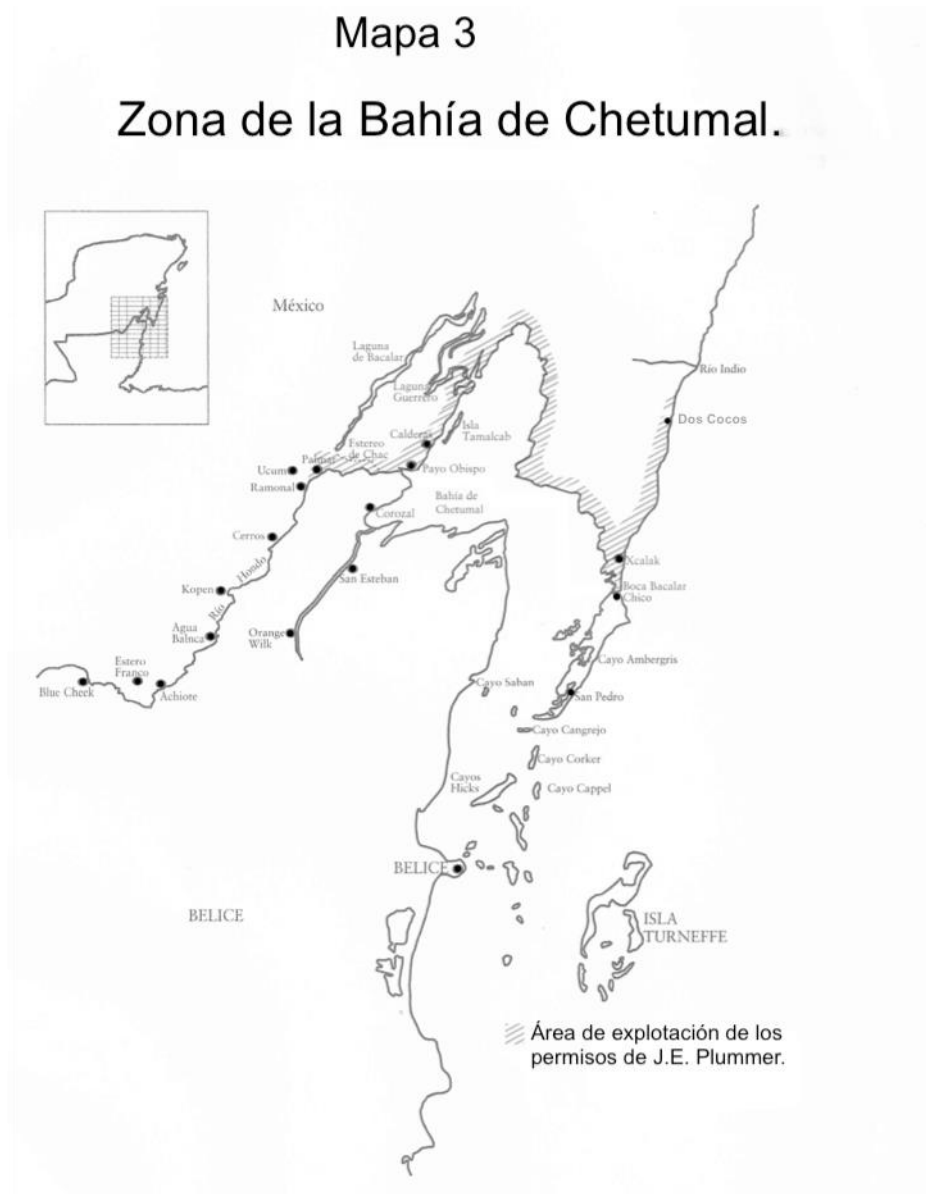 Mapa 3
Zona de la Bahía de Chetumal.
México
Laguna
de Bacalar
Laguna
Guerrero
Río Indio
Dos Cocos
Isla
Tamalcab
Calderas
Estereo
de Chac
Palmar
Ucum
Payo Obispo
Ramonal
Bahía de
Chetumal
Corozal
Cerros
Xcalak
Río Hondo
San Esteban
Kopen
Boca Bacalar
Chico
Agua
Balnca
Orange
Wilk
Estero
Franco
Cayo Ambergris
Blue Cheek
Achiote
Cayo Saban
San Pedro
Cayo Cangrejo
Cayo Corker
Cayos
Hicks
Cayo Cappel
BELICE
BELICE
ISLA
TURNEFFE
Área de explotación de los
permisos de J.E. Plummer.